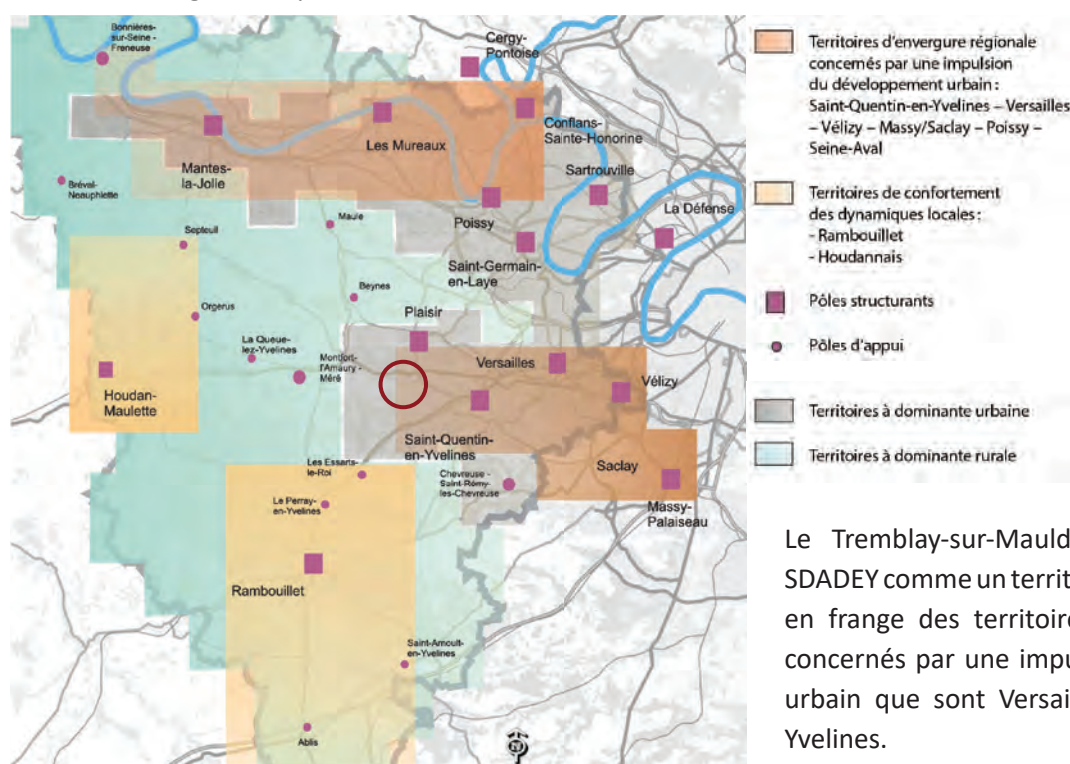 Bonnières-
sur-Seine -
Freneuse
Cergy-
Pontoise
Conflans-
Sainte-Honorine
Les Mureaux
Mantes-
la-Jolie
Sartrouville
Bréval-
Neauphlette
La Défense
Maule
Poissy
Septeuil
Saint-Germain-
en-Laye
Beynes
Orgerus
Plaisir
La Queue-
lez-Yvelines
Montfort-
l'Amaury -
Méré
Versailles
Vélizy
Houdan-
Maulette
Saint-Quentin-
en-Yvelines
Les Essarts-
le-Roi
Chevreuse -
Saint-Rémy-
les-Chevreuse
Saclay
Le Perray-
en-Yvelines
Massy-
Palaiseau
Rambouillet
Saint-Arnoult-
en-Yvelines
Ablis
Territoires d'envergure régionale
concernés par une impulsion
du développement urbain :
Saint-Quentin-en-Yvelines – Versailles
– Vélizy – Massy/Saclay – Poissy –
Seine-Aval
Territoires de confortement
des dynamiques locales :
- Rambouillet
- Houdannais
Pôles structurants
Pôles d'appui
Territoires à dominante urbaine
Territoires à dominante rurale
Le Tremblay-sur-Mauld
SDADEY comme un territ
en frange des territoire
concernés par une impu
urbain que sont Versai
Yvelines.